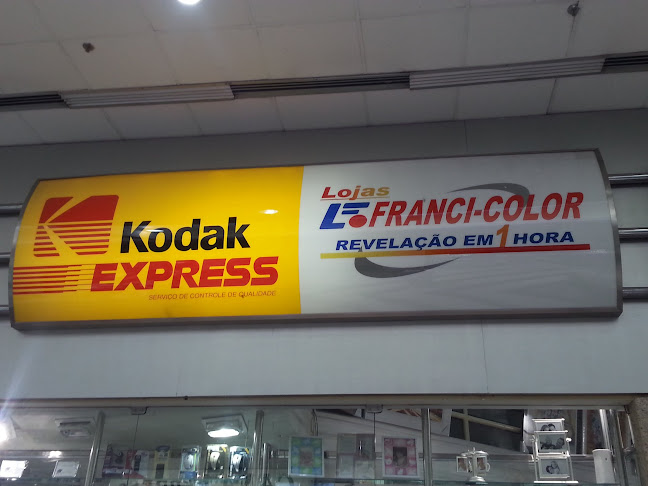 Kodak
EXPRESS
SERVIÇO DE CONTROLE DE QUALIDADE
Lojas
FRANCI-COLOR
REVELAÇÃO EM 1 HORA